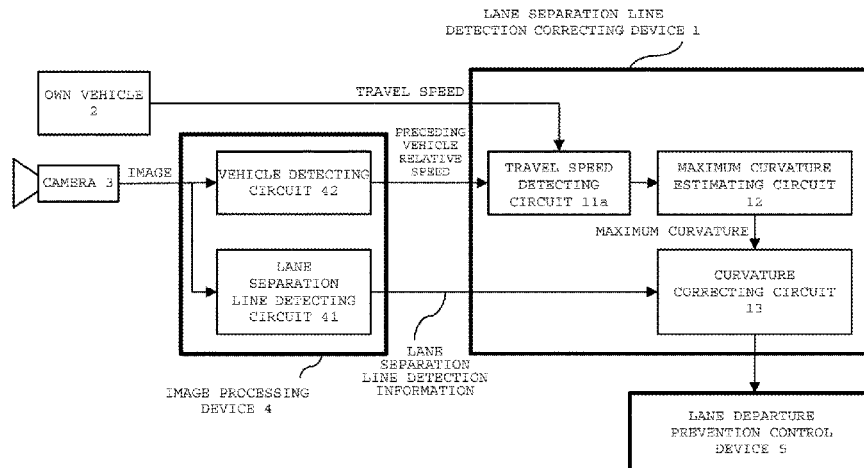 LANE SEPARATION LINE
DETECTION CORRECTING DEVICE 1
OWN VEHICLE
2
TRAVEL SPEED
PRECEDING
VEHICLE
RELATIVE
SPEED
CAMERA 3
IMAGE
VEHICLE DETECTING
CIRCUIT 42
TRAVEL SPEED
DETECTING
CIRCUIT 11a
MAXIMUM CURVATURE
ESTIMATING CIRCUIT
12
MAXIMUM CURVATURE
LANE
SEPARATION
LINE DETECTING
CIRCUIT 41
CURVATURE
CORRECTING CIRCUIT
13
LANE
SEPARATION
LINE DETECTION
INFORMATION
IMAGE PROCESSING
DEVICE 4
LANE DEPARTURE
PREVENTION CONTROL
DEVICE 5